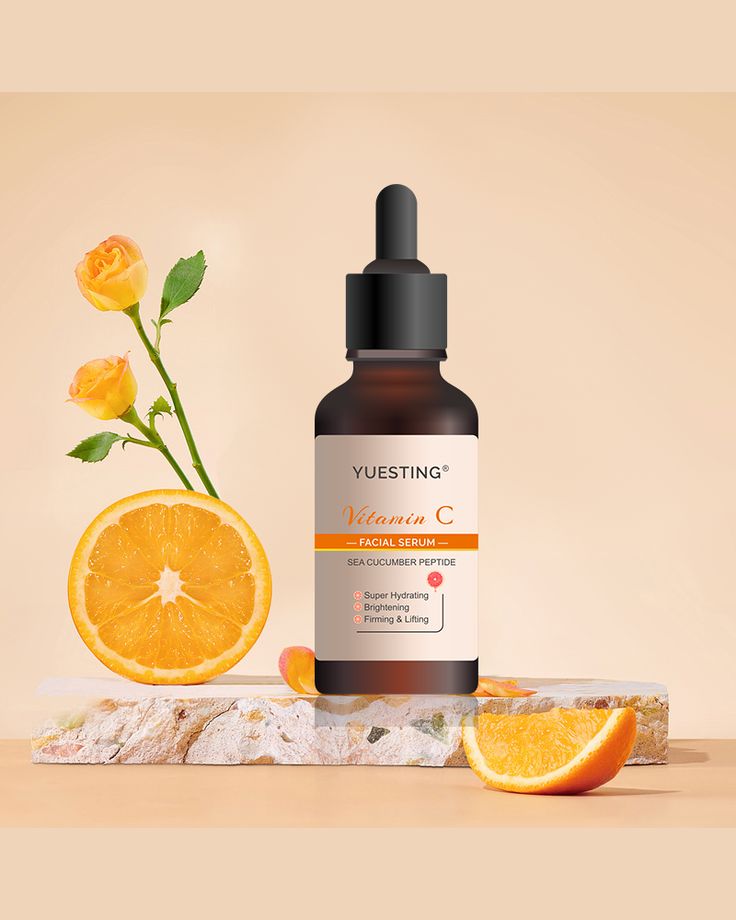 YUESTING®
Vitamin C
— FACIAL SERUM —
SEA CUCUMBER PEPTIDE
Super Hydrating
Brightening
Firming & Lifting